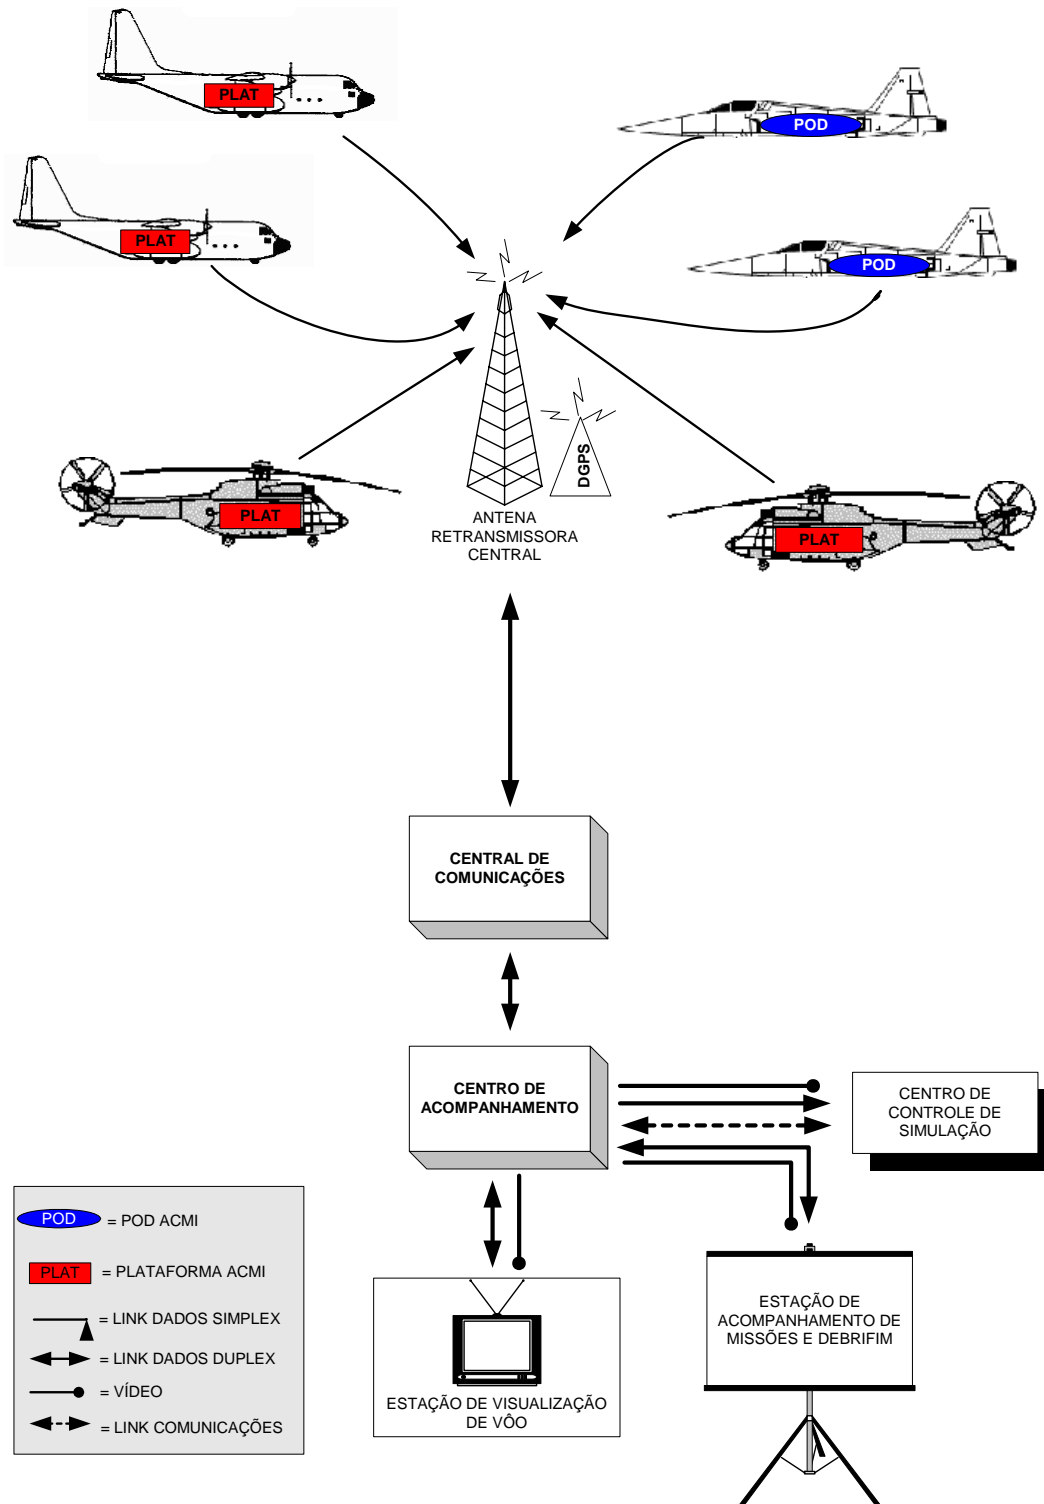 PLAT
POD
PLAT
POD
DGPS
PLAT
PLAT
ANTENA
RETRANSMISSORA
CENTRAL
CENTRAL DE
COMUNICAÇÕES
CENTRO DE
ACOMPANHAMENTO
CENTRO DE
CONTROLE DE
SIMULAÇÃO
POD = POD ACMI
PLAT = PLATAFORMA ACMI
= LINK DADOS SIMPLEX
= LINK DADOS DUPLEX
= VÍDEO
= LINK COMUNICAÇÕES
ESTAÇÃO DE VISUALIZAÇÃO
DE VÔO
ESTAÇÃO DE
ACOMPANHAMENTO DE
MISSÕES E DEBRIFIM